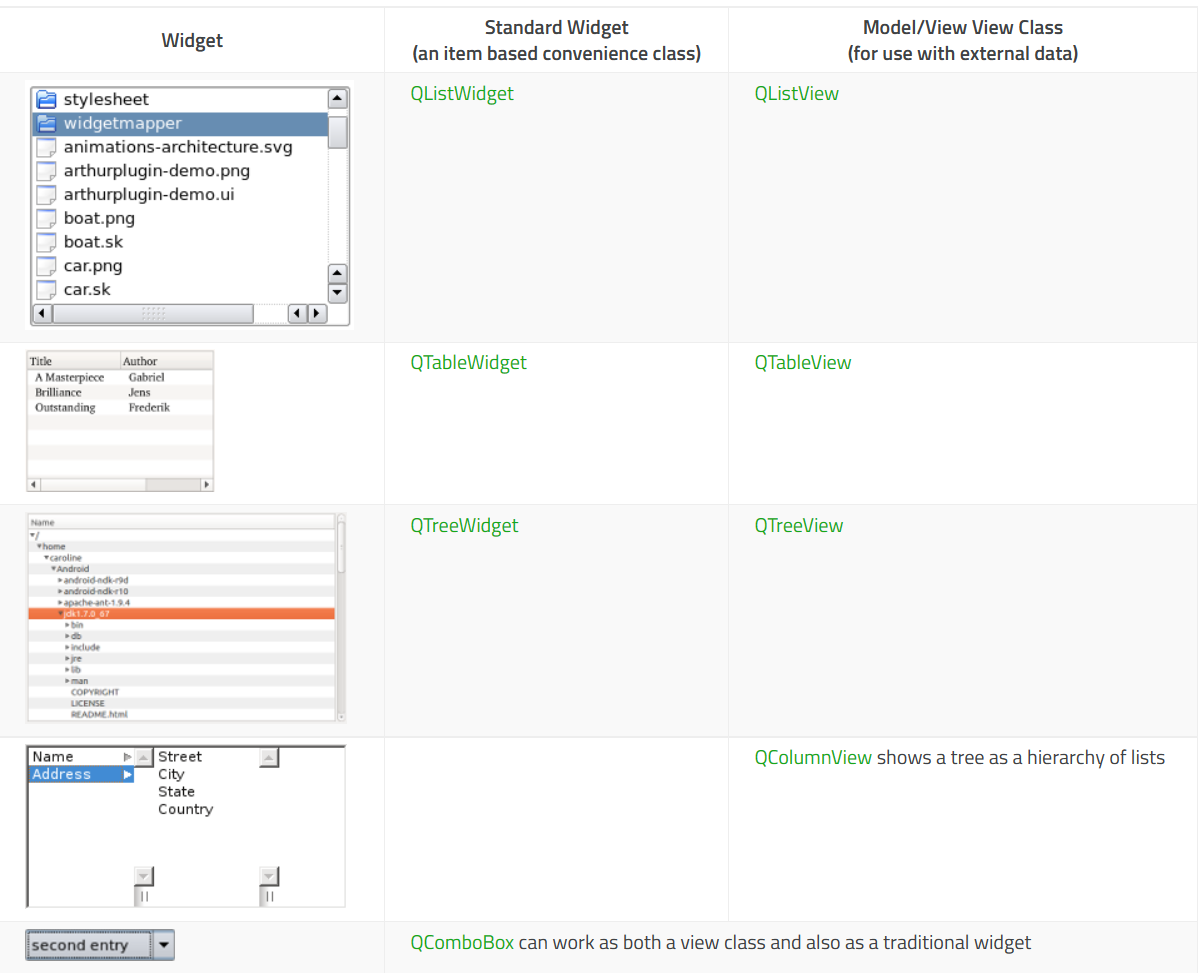 Widget
Standard Widget
(an item based convenience class)
Model/View View Class
(for use with external data)
stylesheet
widgetmapper
animations-architecture.svg
arthurplugin-demo.png
arthurplugin-demo.ui
boat.png
boat.sk
car.png
car.sk
QListWidget
QListView
Title Author
A Masterpiece Gabriel
Brilliance Jens
Outstanding Frederik
QTableWidget
QTableView
Name
/
home
caroline
Android
android-ndk-r9d
android-ndk-r10
apache-ant-1.9.4
jdk1.7.0_67
bin
db
include
jre
lib
man
COPYRIGHT
LICENSE
README.html
QTreeWidget
QTreeView
Name Street
Address City
State
Country
QColumnView shows a tree as a hierarchy of lists
second entry
QComboBox can work as both a view class and also as a traditional widget